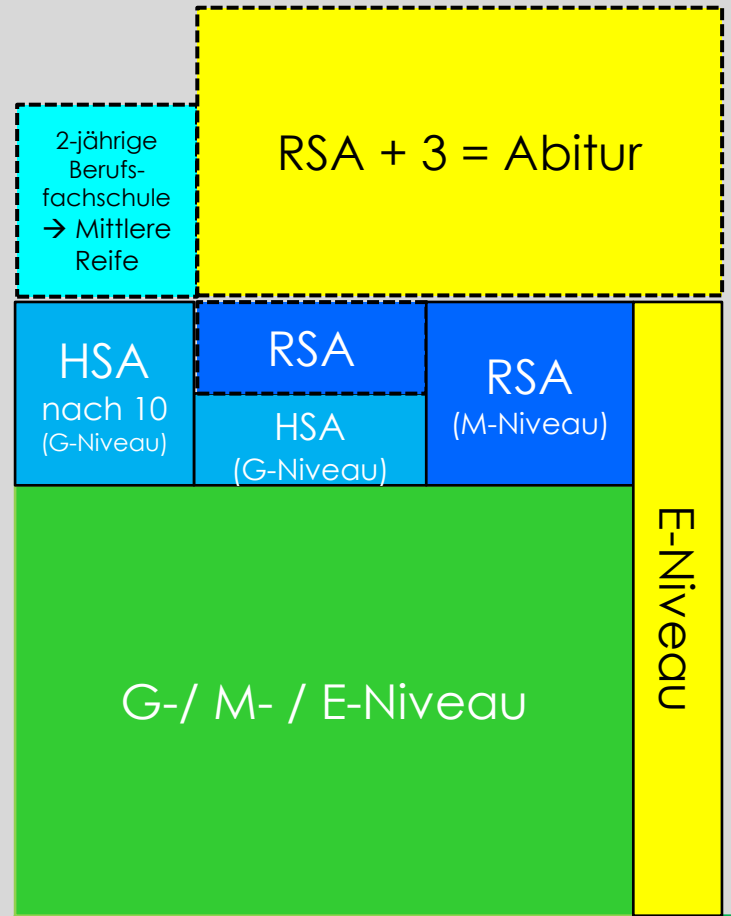 2-jährige
Berufs-
fachschule
→ Mittlere
Reife
RSA + 3 = Abitur
HSA
nach 10
(G-Niveau)
RSA
HSA
(G-Niveau)
RSA
(M-Niveau)
E-Niveau
G-/ M- / E-Niveau